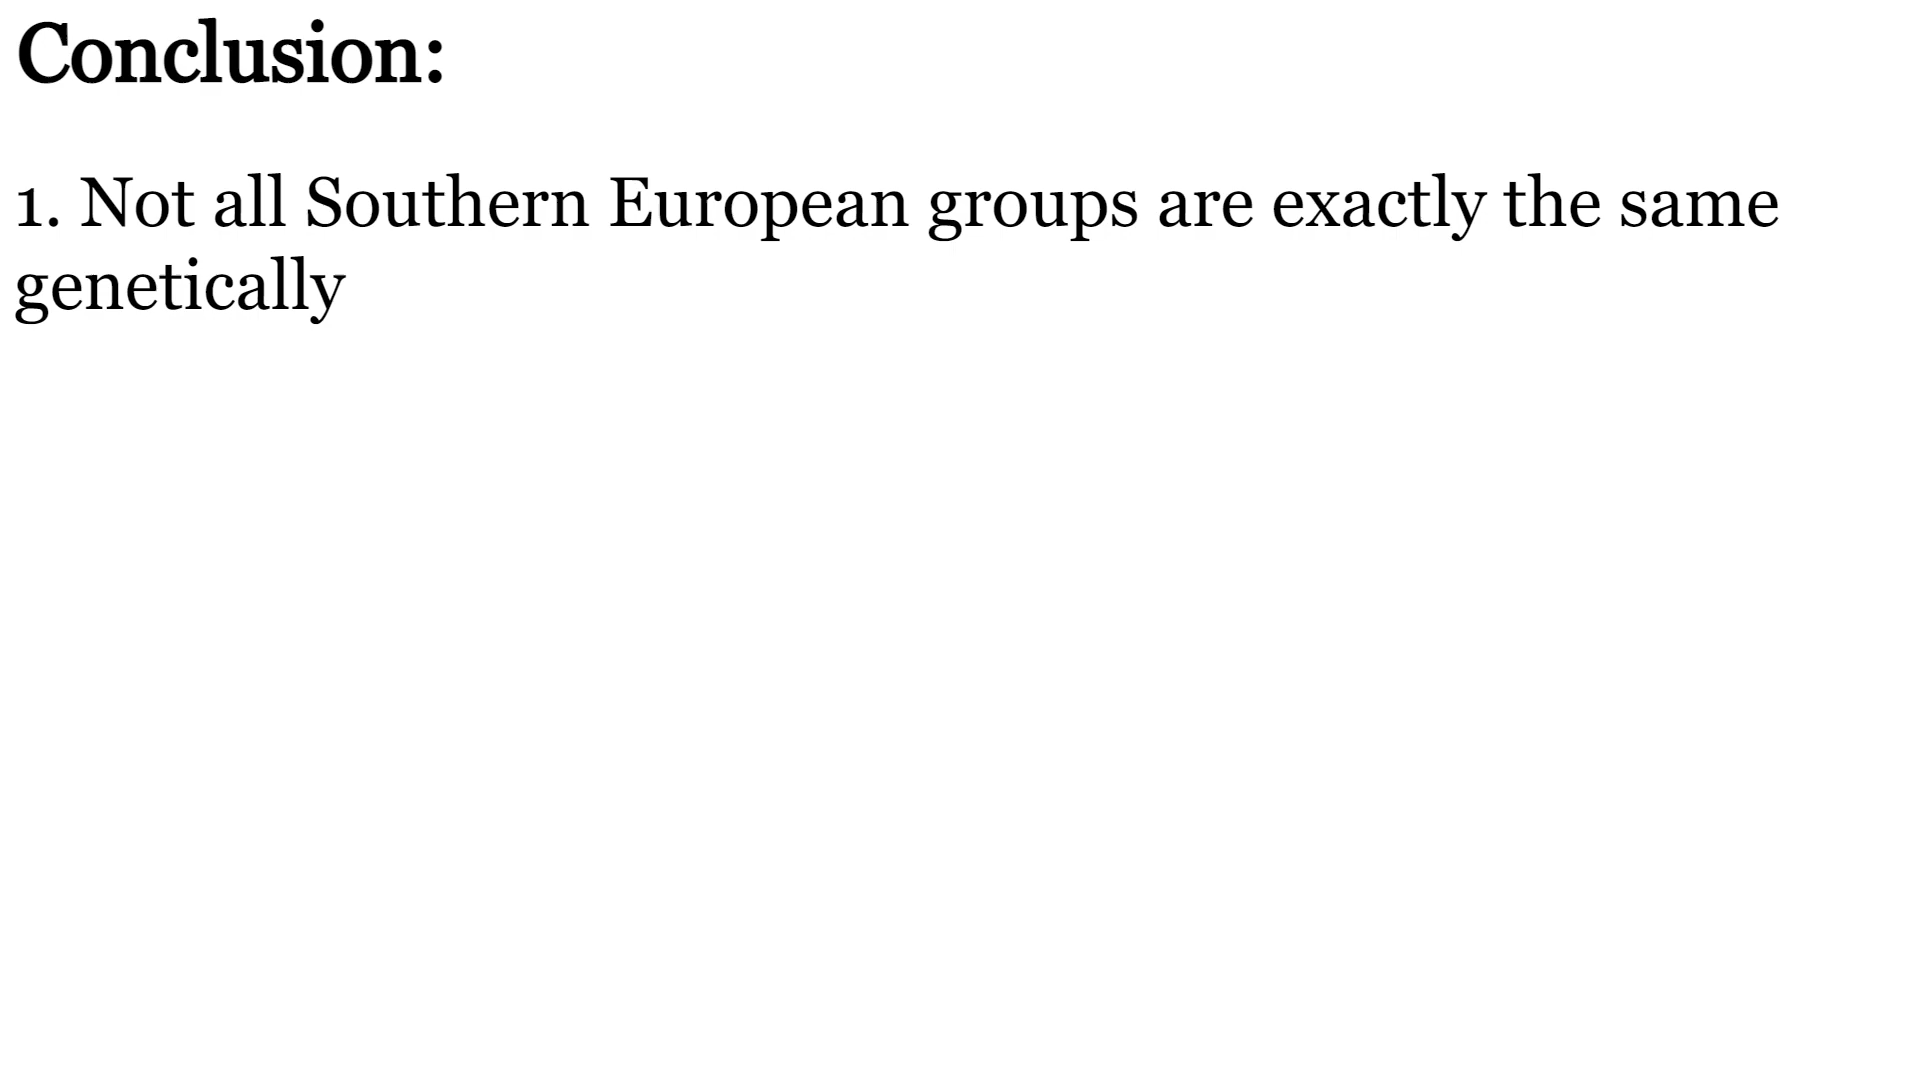 Conclusion:
1. Not all Southern European groups are exactly the same
genetically